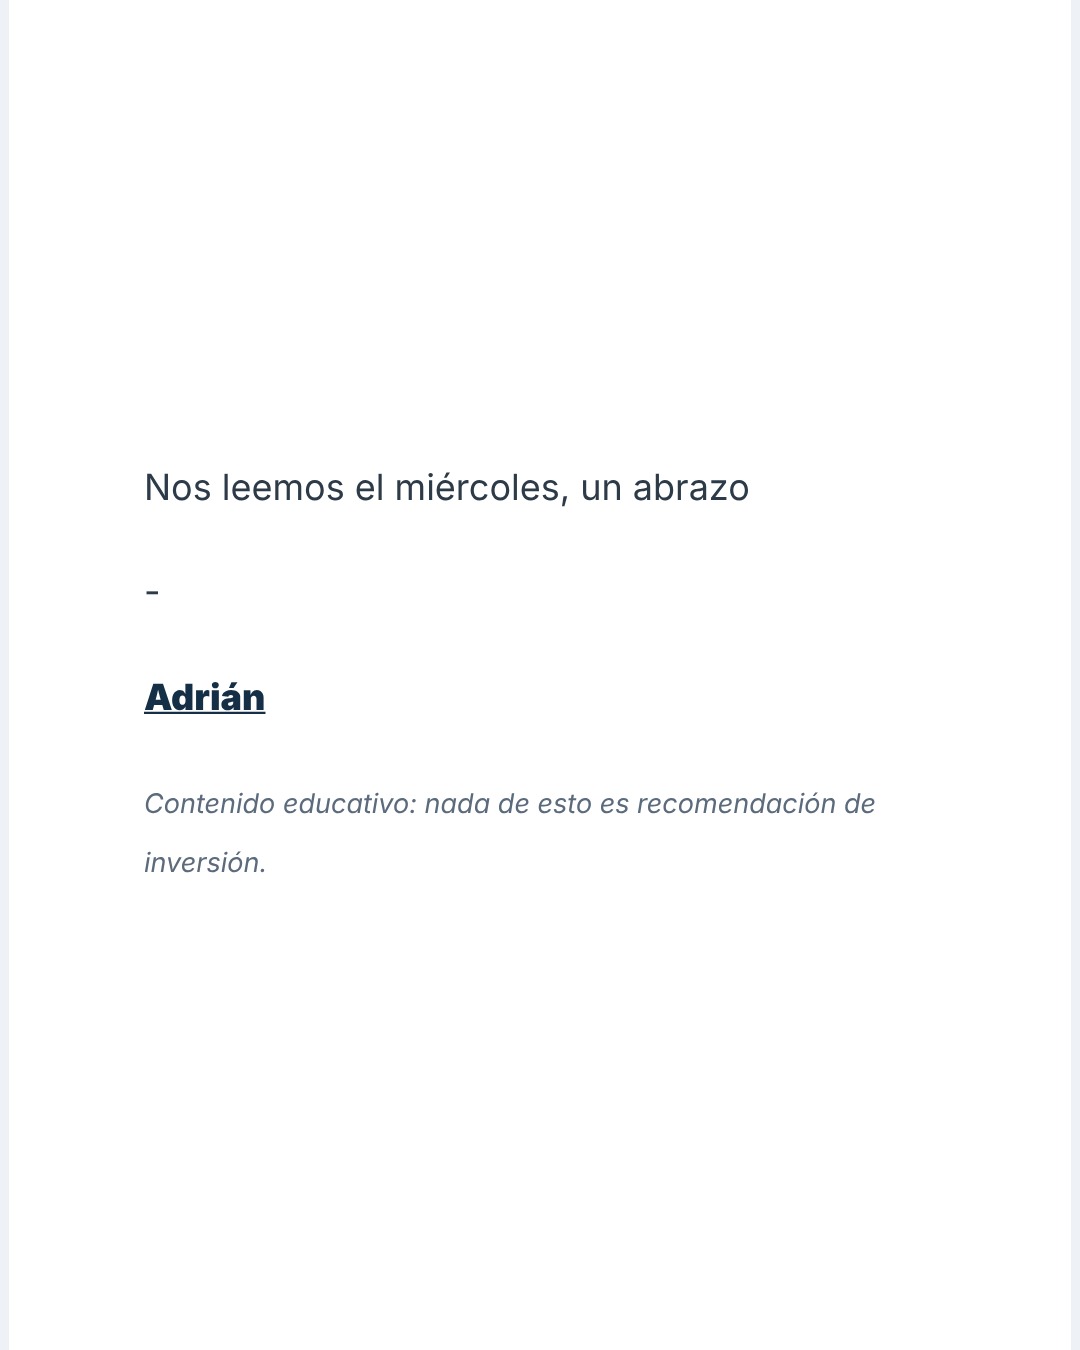 Nos leemos el miércoles, un abrazo
-
Adrián
Contenido educativo: nada de esto es recomendación de
inversión.